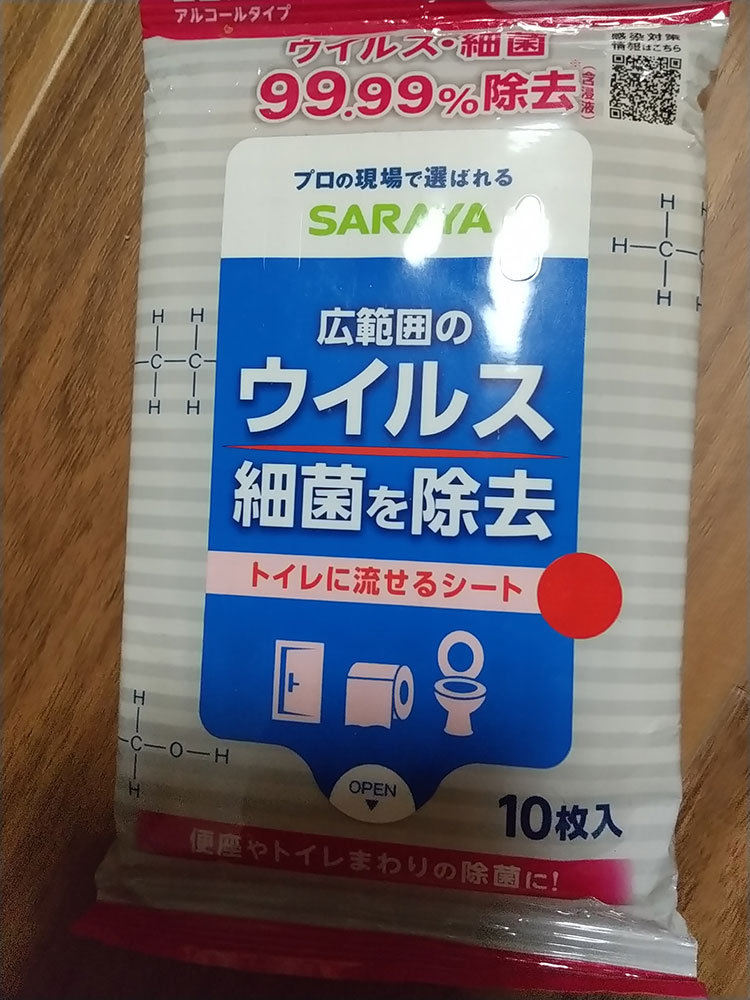 アルコールタイプ
ウイルス・細菌
99.99%除去※(含浸液)
感染対策
情報はこちら
プロの現場で選ばれる
SARAYA
広範囲の
ウイルス
細菌を除去
トイレに流せるシート
H
H C O
H
H H
C C
H H
H
C O H
H
OPEN
10枚入
便座やトイレまわりの除菌に!